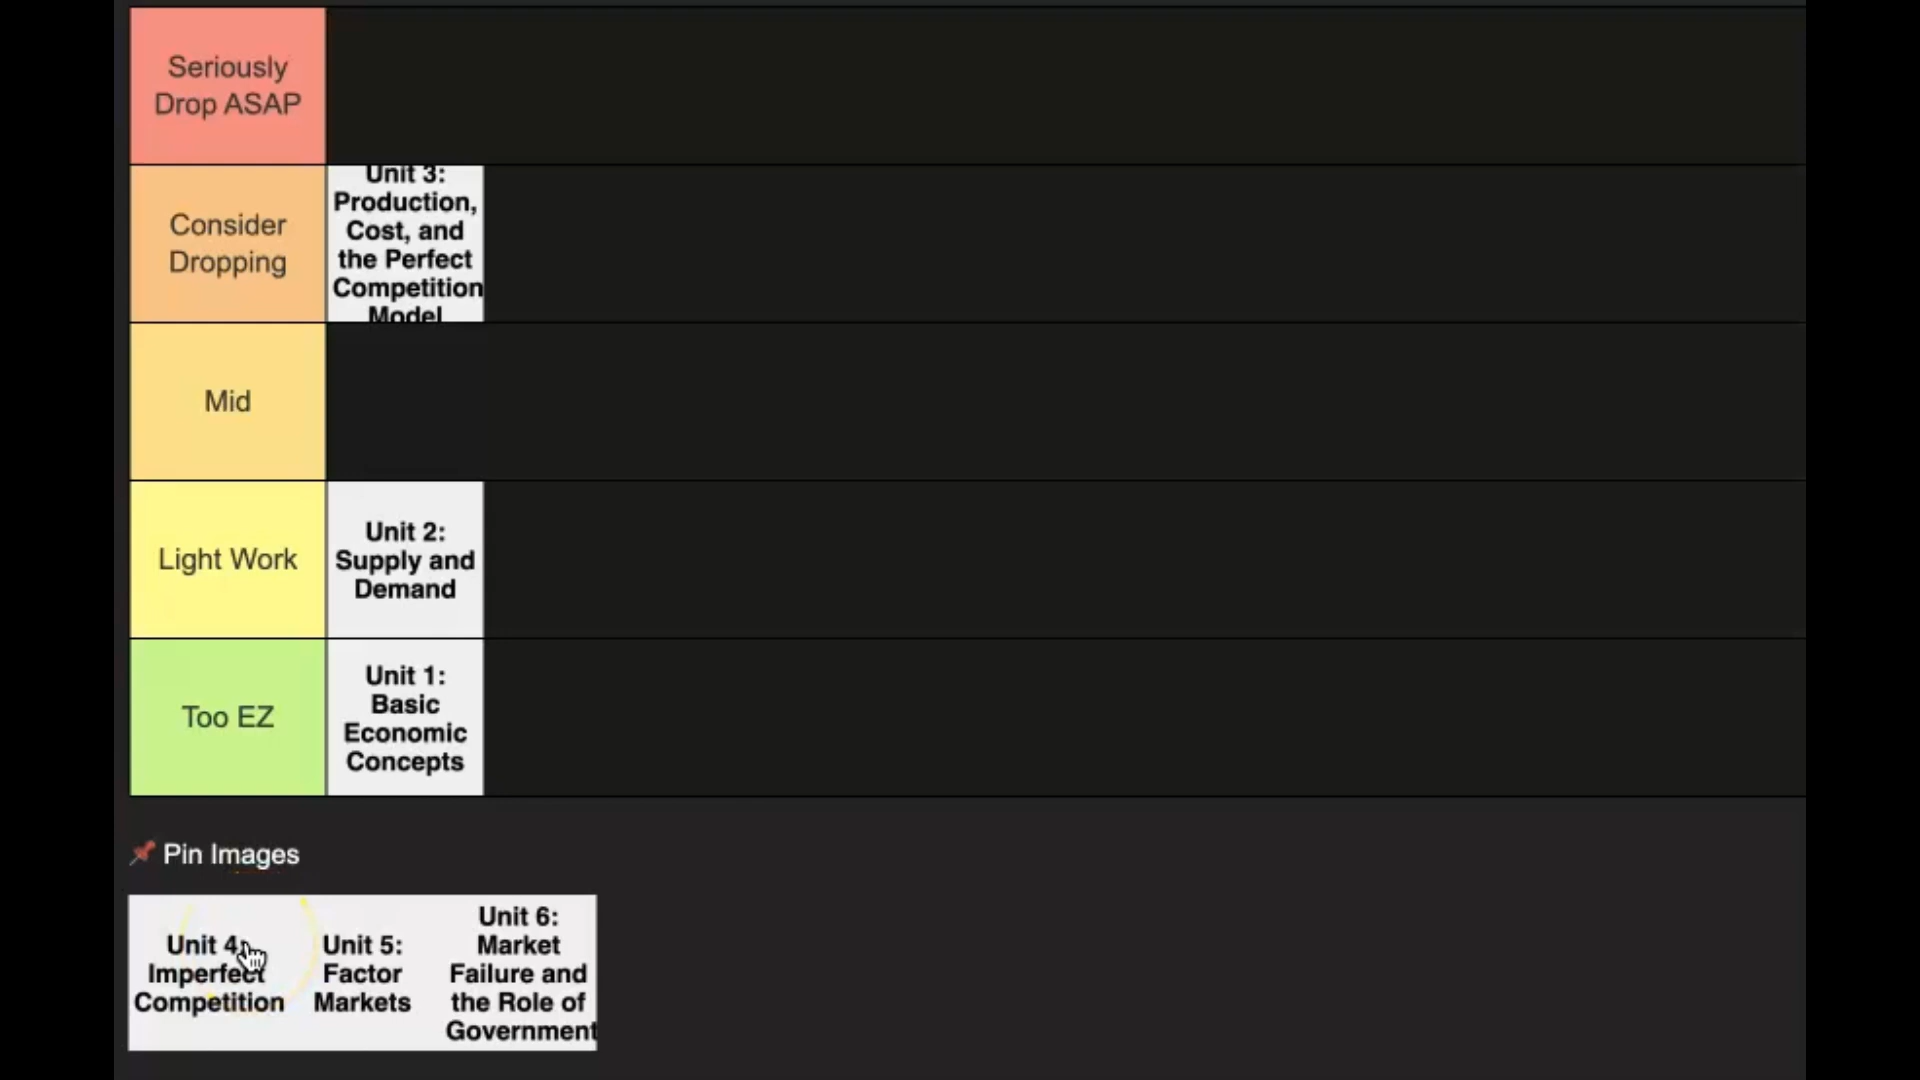 Seriously
Drop ASAP
Unit 3:
Production,
Cost, and
the Perfect
Competition
Model
Consider
Dropping
Mid
Light Work
Unit 2:
Supply and
Demand
Too EZ
Unit 1:
Basic
Economic
Concepts
📌 Pin Images
Unit 4:
Imperfect
Competition
Unit 5:
Factor
Markets
Unit 6:
Market
Failure and
the Role of
Government